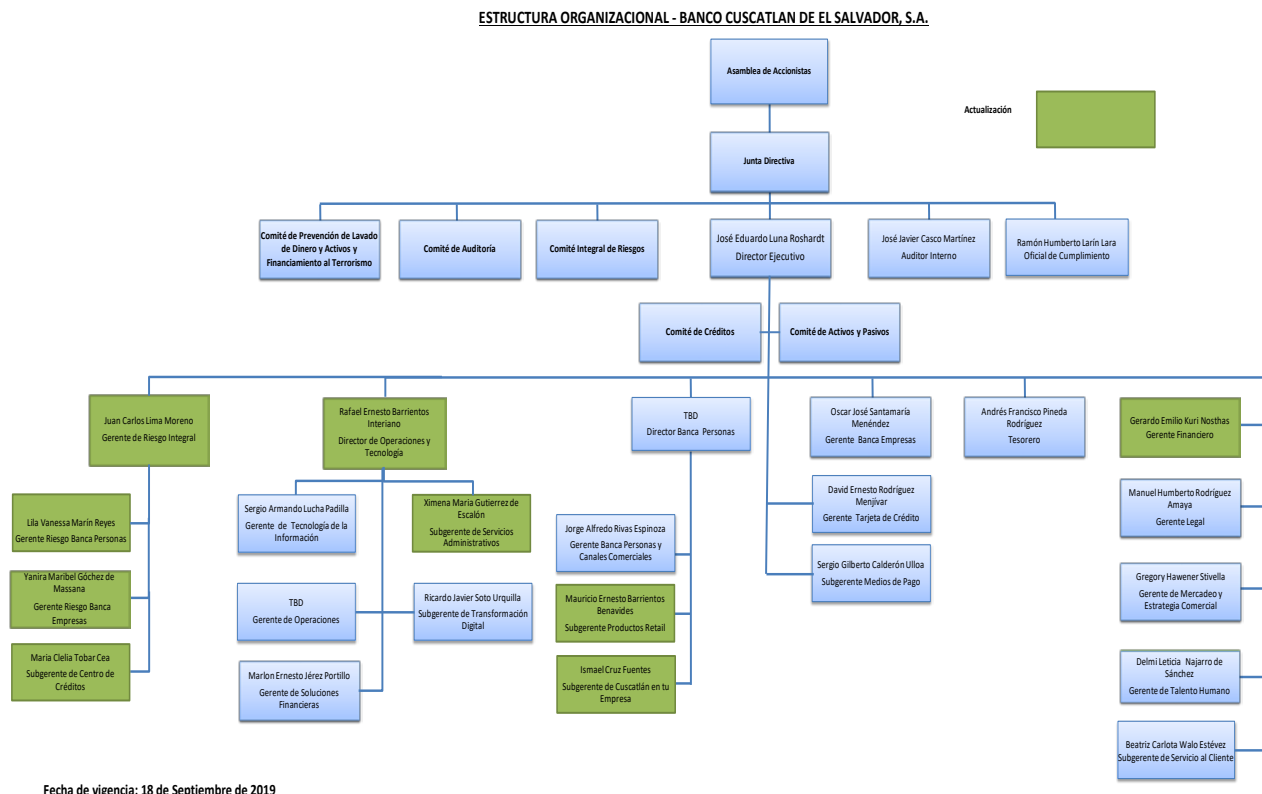 ESTRUCTURA ORGANIZACIONAL - BANCO CUSCATLAN DE EL SALVADOR, S.A.
Asamblea de Accionistas
Actualización
Junta Directiva
Comité de Prevención de Lavado
de Dinero y Activos y
Financiamiento al Terrorismo
Comité de Auditoría
Comité Integral de Riesgos
José Eduardo Luna Roshardt
Director Ejecutivo
José Javier Casco Martínez
Auditor Interno
Ramón Humberto Larín Lara
Oficial de Cumplimiento
Comité de Créditos
Comité de Activos y Pasivos
Juan Carlos Lima Moreno
Gerente de Riesgo Integral
Rafael Ernesto Barrientos
Interiano
Director de Operaciones y
Tecnología
TBD
Director Banca Personas
Oscar José Santamaría
Menéndez
Gerente Banca Empresas
Andrés Francisco Pineda
Rodríguez
Tesorero
Gerardo Emilio Kuri Nosthas
Gerente Financiero
Lila Vanessa Marín Reyes
Gerente Riesgo Banca Personas
Sergio Armando Lucha Padilla
Gerente de Tecnología de la
Información
Ximena Maria Gutierrez de
Escalón
Subgerente de Servicios
Administrativos
Jorge Alfredo Rivas Espinoza
Gerente Banca Personas y
Canales Comerciales
David Ernesto Rodríguez
Menjívar
Gerente Tarjeta de Crédito
Manuel Humberto Rodríguez
Amaya
Gerente Legal
Yanira Maribel Góchez de
Massana
Gerente Riesgo Banca
Empresas
TBD
Gerente de Operaciones
Ricardo Javier Soto Urquilla
Subgerente de Transformación
Digital
Mauricio Ernesto Barrientos
Benavides
Subgerente Productos Retail
Sergio Gilberto Calderón Ulloa
Subgerente Medios de Pago
Gregory Hawener Stivella
Gerente de Mercadeo y
Estrategia Comercial
Maria Clelia Tobar Cea
Subgerente de Centro de
Créditos
Marlon Ernesto Jérez Portillo
Gerente de Soluciones
Financieras
Ismael Cruz Fuentes
Subgerente de Cuscatlán en tu
Empresa
Delmi Leticia Najarro de
Sánchez
Gerente de Talento Humano
Beatriz Carlota Walo Estévez
Subgerente de Servicio al Cliente
Fecha de vigencia: 18 de Septiembre de 2019